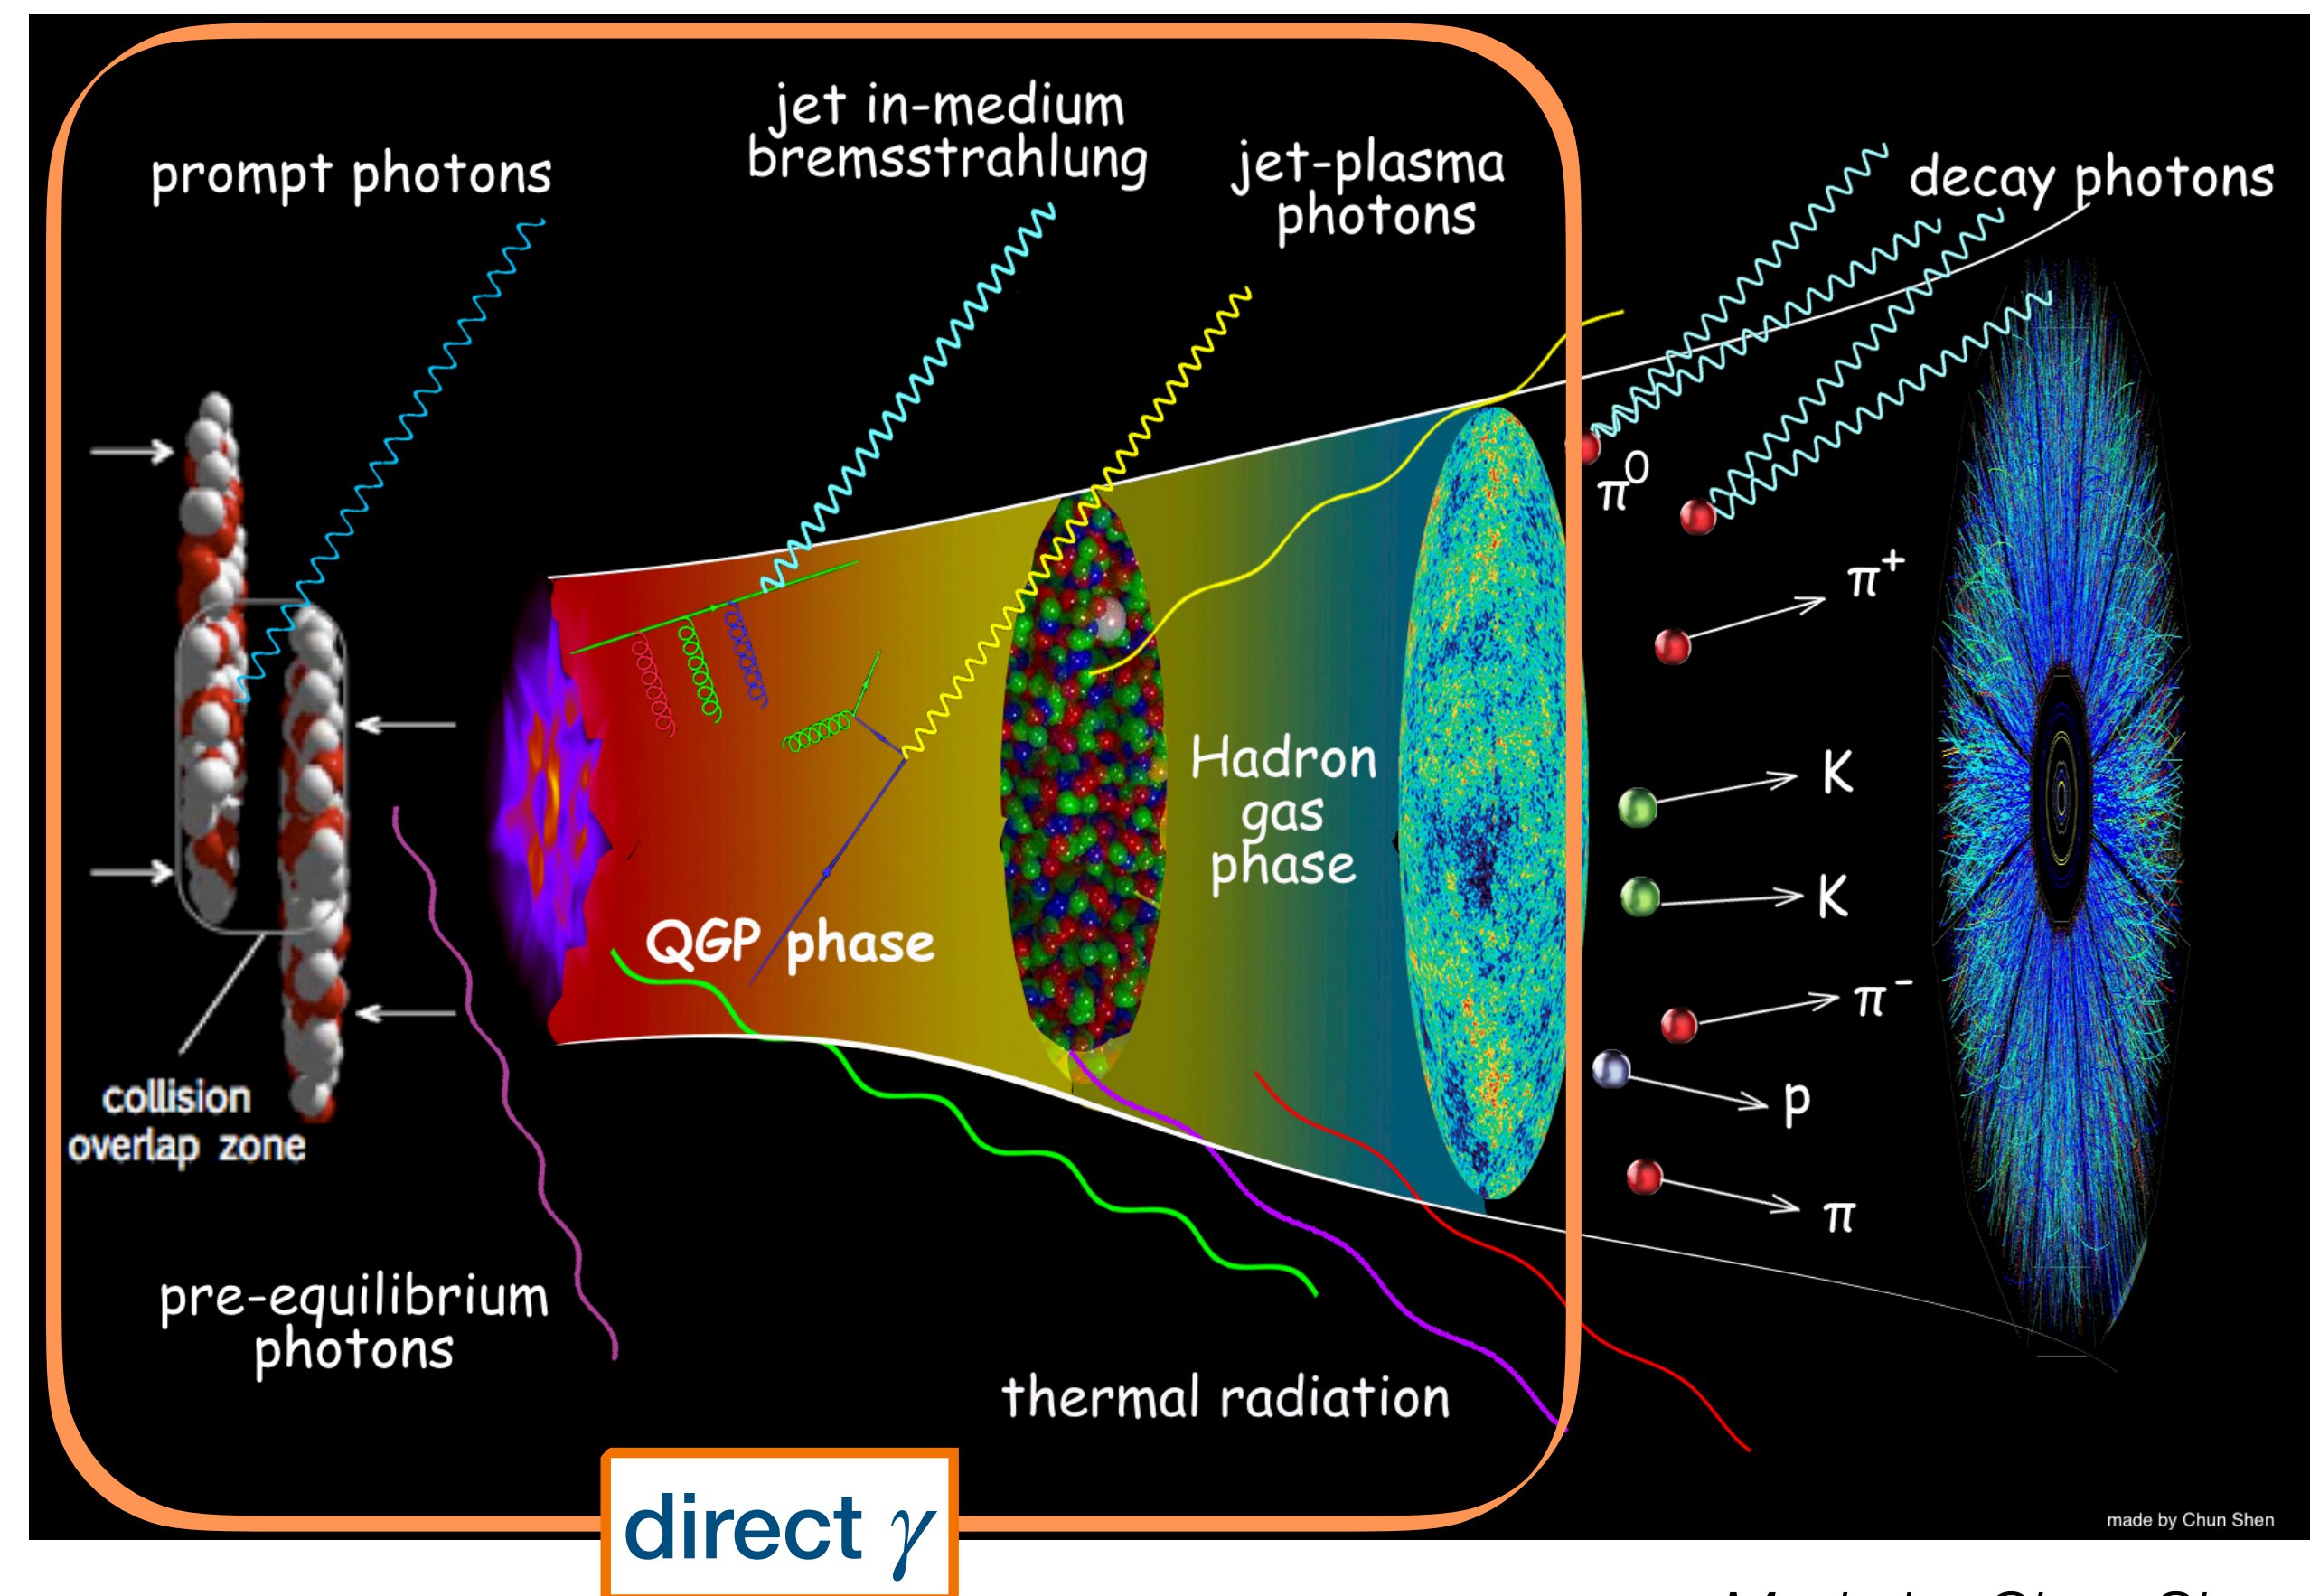 jet in-medium
bremsstrahlung
prompt photons
jet-plasma
photons
decay photons
π⁰
π⁺
Hadron
gas
phase
K
K
QGP phase
π⁻
p
π
collision
overlap zone
pre-equilibrium
photons
thermal radiation
direct γ
made by Chun Shen